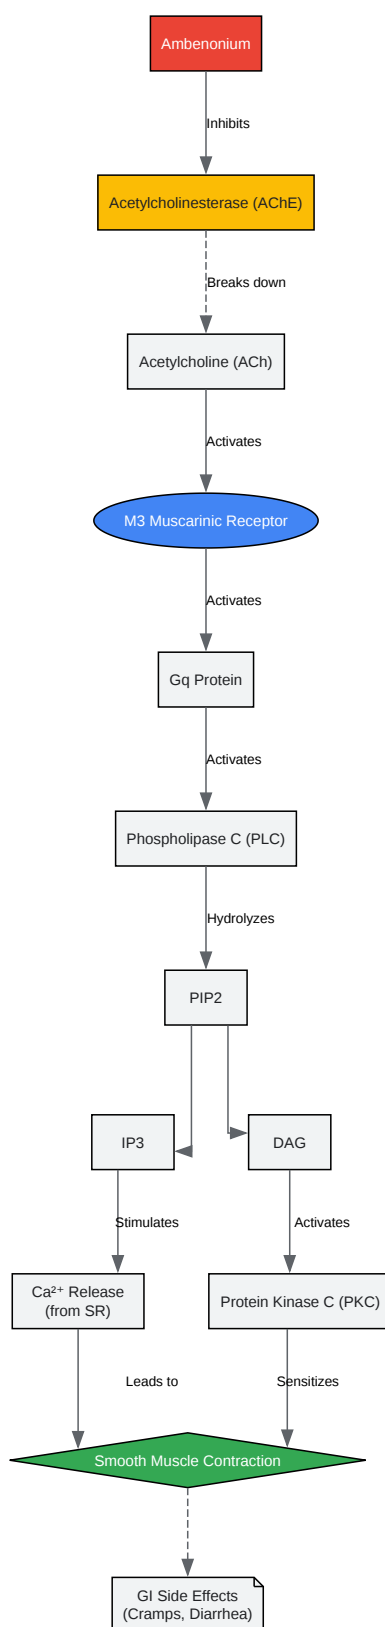 Ambenonium
Inhibits
Acetylcholinesterase (AChE)
Breaks down
Acetylcholine (ACh)
Activates
M3 Muscarinic Receptor
Activates
Gq Protein
Activates
Phospholipase C (PLC)
Hydrolyzes
PIP2
IP3
DAG
Stimulates
Activates
Ca²⁺ Release
(from SR)
Protein Kinase C (PKC)
Leads to
Sensitizes
Smooth Muscle Contraction
GI Side Effects
(Cramps, Diarrhea)